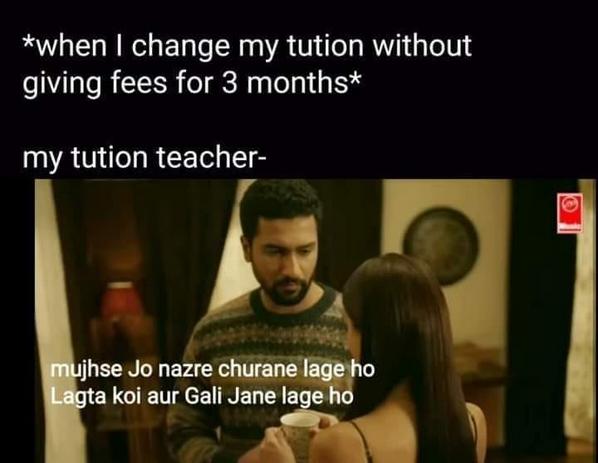 *when I change my tution without
giving fees for 3 months*
my tution teacher-
mujhse Jo nazre churane lage ho
Lagta koi aur Gali Jane lage ho